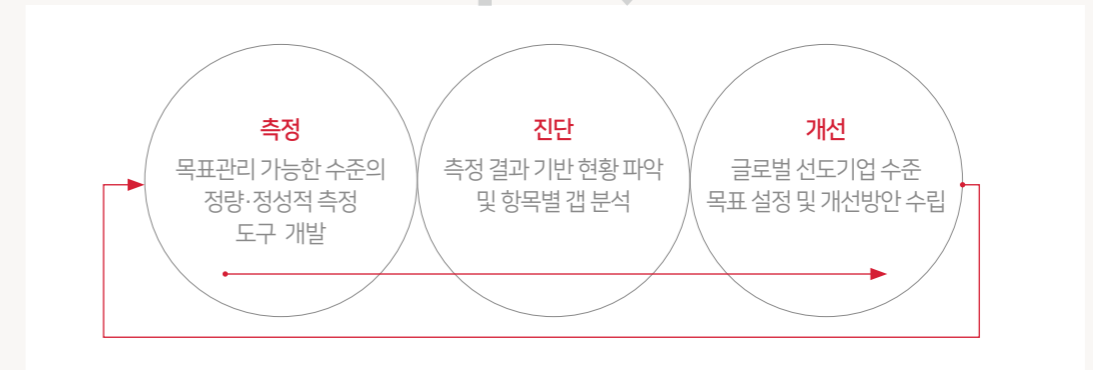 측정
목표관리 가능한 수준의
정량·정성적 측정
도구 개발
진단
측정 결과 기반 현황 파악
및 항목별 갭 분석
개선
글로벌 선도기업 수준
목표 설정 및 개선방안 수립